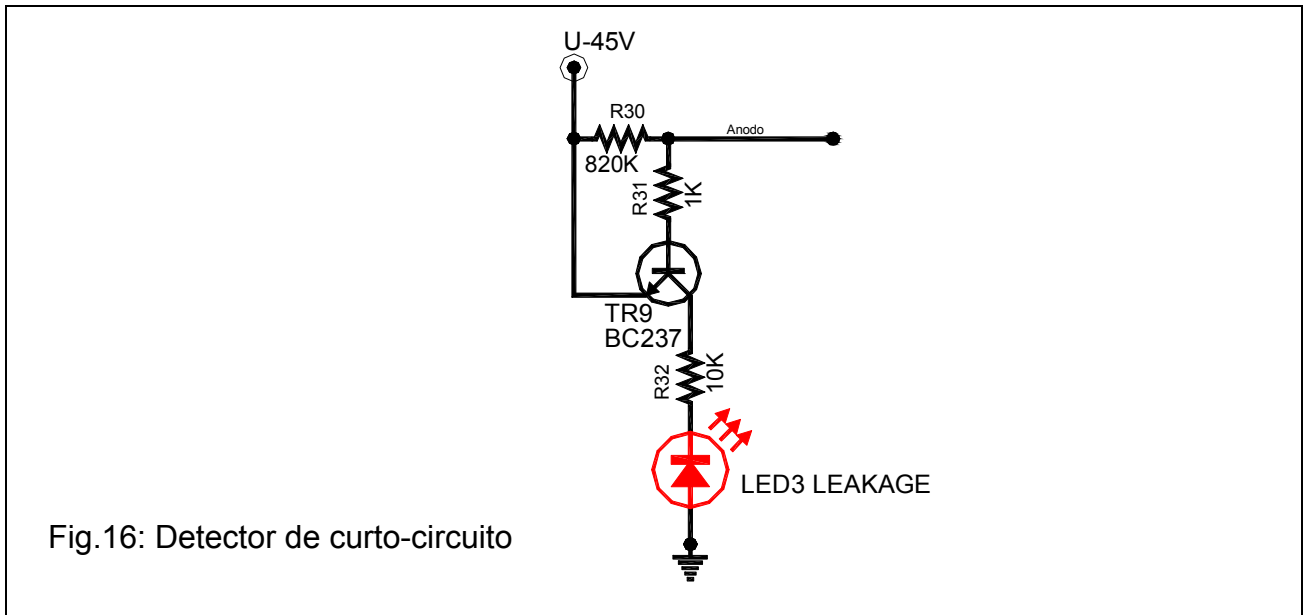 U-45V
R30
Anodo
820K
R31
1K
TR9
BC237
R32
10K
LED3 LEAKAGE
Fig.16: Detector de curto-circuito